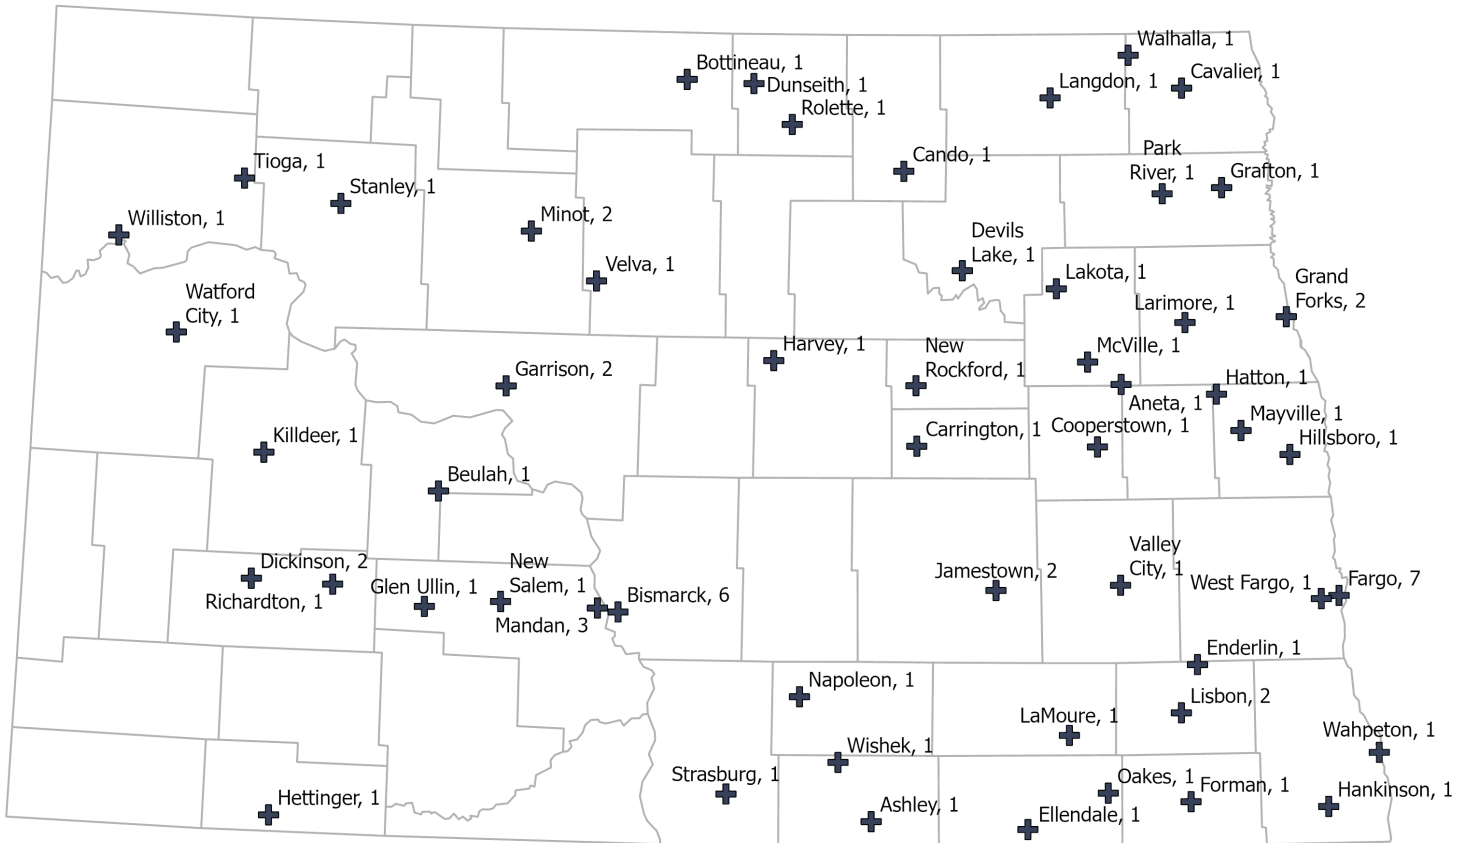 Walhalla, 1
Bottineau, 1
Cavalier, 1
Langdon, 1
Dunseith, 1
Rolette, 1
Park
River, 1
Cando, 1
Tioga, 1
Grafton, 1
Stanley, 1
Williston, 1
Minot, 2
Devils
Lake, 1
Velva, 1
Lakota, 1
Grand
Forks, 2
Watford
City, 1
Larimore, 1
Harvey, 1
New
Rockford, 1
McVille, 1
Garrison, 2
Hatton, 1
Aneta, 1
Mayville, 1
Carrington, 1
Cooperstown, 1
Killdeer, 1
Hillsboro, 1
Beulah, 1
Valley
City, 1
Dickinson, 2
New
Salem, 1
Jamestown, 2
West Fargo, 1
Fargo, 7
Glen Ullin, 1
Richardton, 1
Bismarck, 6
Mandan, 3
Enderlin, 1
Napoleon, 1
Lisbon, 2
LaMoure, 1
Wahpeton, 1
Wishek, 1
Strasburg, 1
Oakes, 1
Forman, 1
Hankinson, 1
Hettinger, 1
Ashley, 1
Ellendale, 1